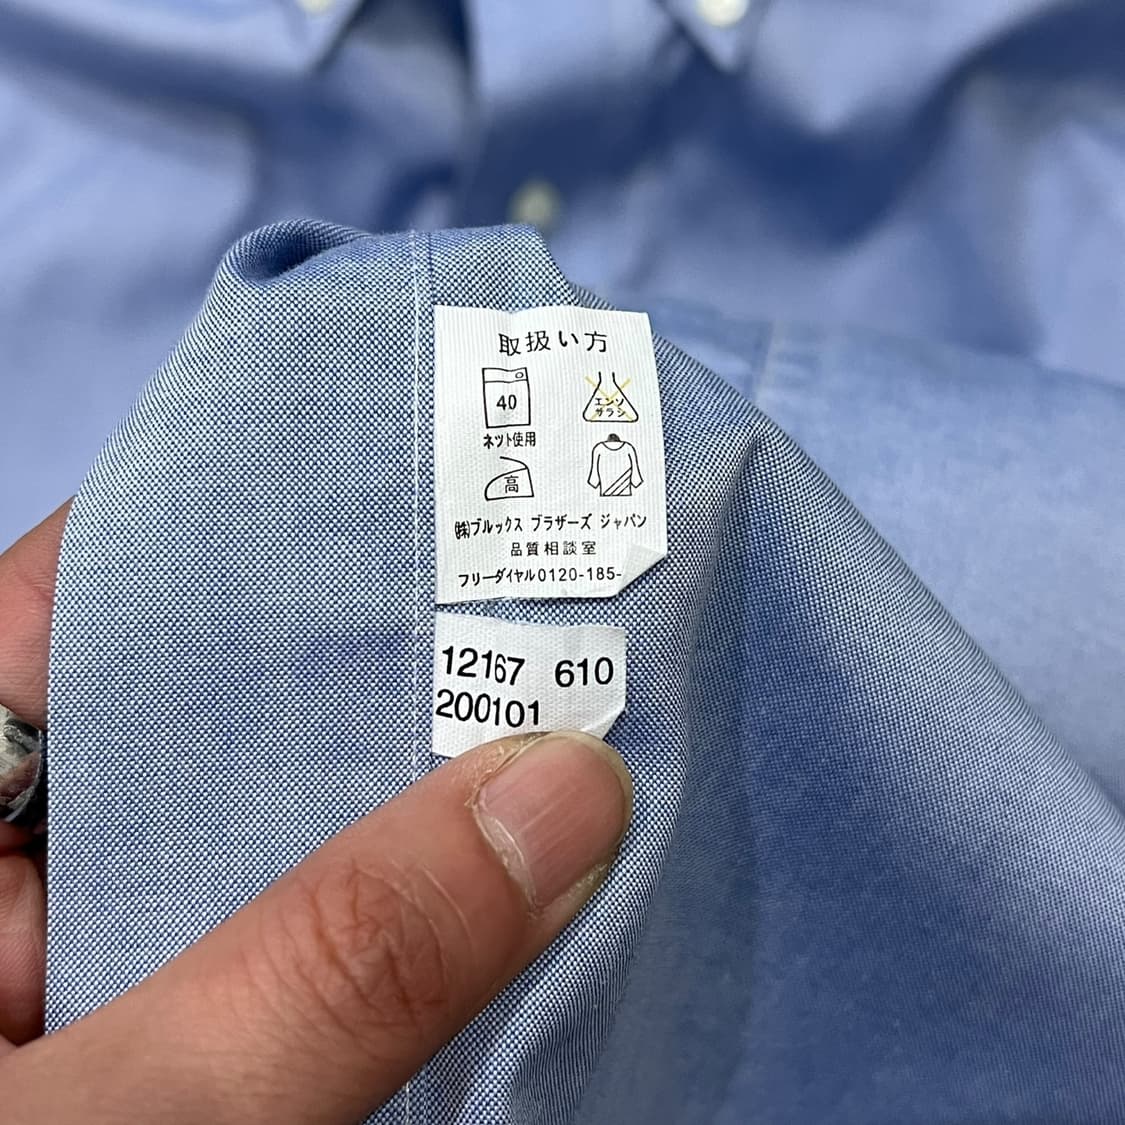 取扱い方
40
エンソ
サラシ
ネット使用
高
㈱ブルックス ブラザーズ ジャパン
品質相談室
フリーダイヤル0120-185-
12167 610
200101